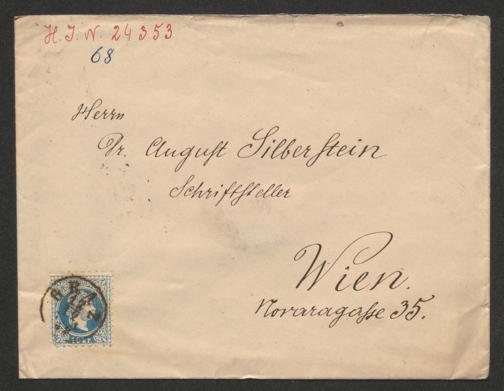 H. I. N. 24353
68
Herrn
Dr. August Silberstein
Schriftsteller
Wien.
Novaragasse 35.